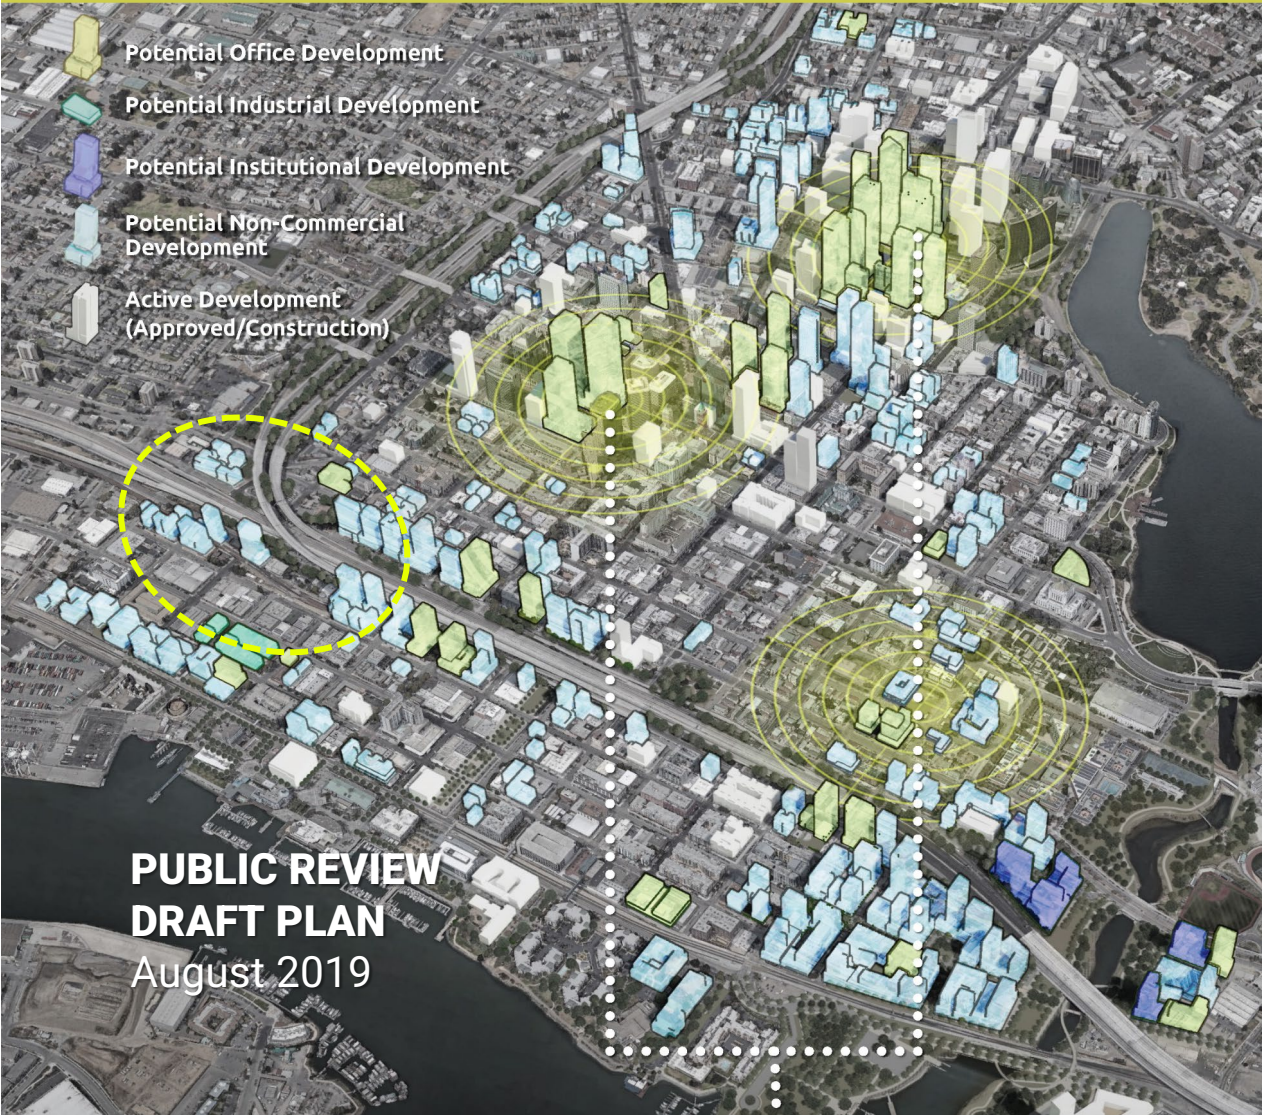 Potential Office Development
Potential Industrial Development
Potential Institutional Development
Potential Non-Commercial
Development
Active Development
(Approved/Construction)
PUBLIC REVIEW
DRAFT PLAN
August 2019